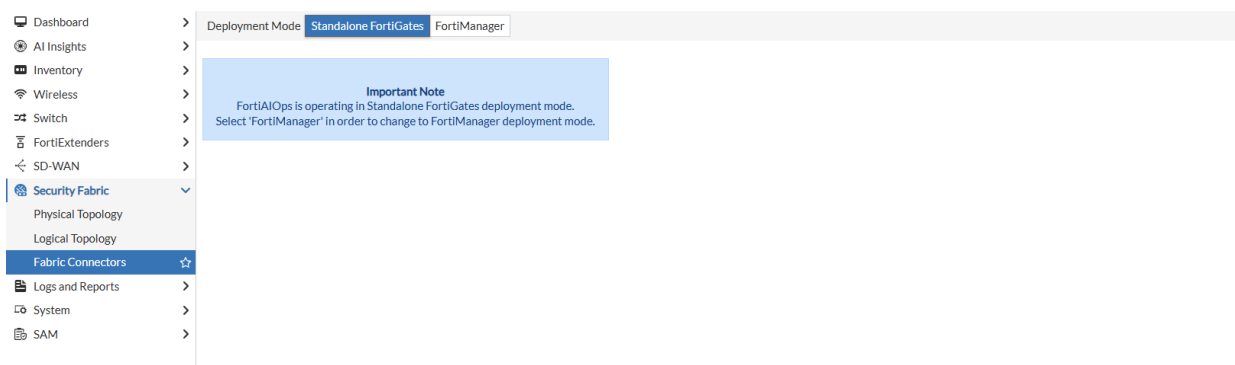 Dashboard
AI Insights
Inventory
Wireless
Switch
FortiExtenders
SD-WAN
Security Fabric
Physical Topology
Logical Topology
Fabric Connectors
Logs and Reports
System
SAM
Deployment Mode Standalone FortiGates FortiManager
Important Note
FortiAIOps is operating in Standalone FortiGates deployment mode.
Select 'FortiManager' in order to change to FortiManager deployment mode.